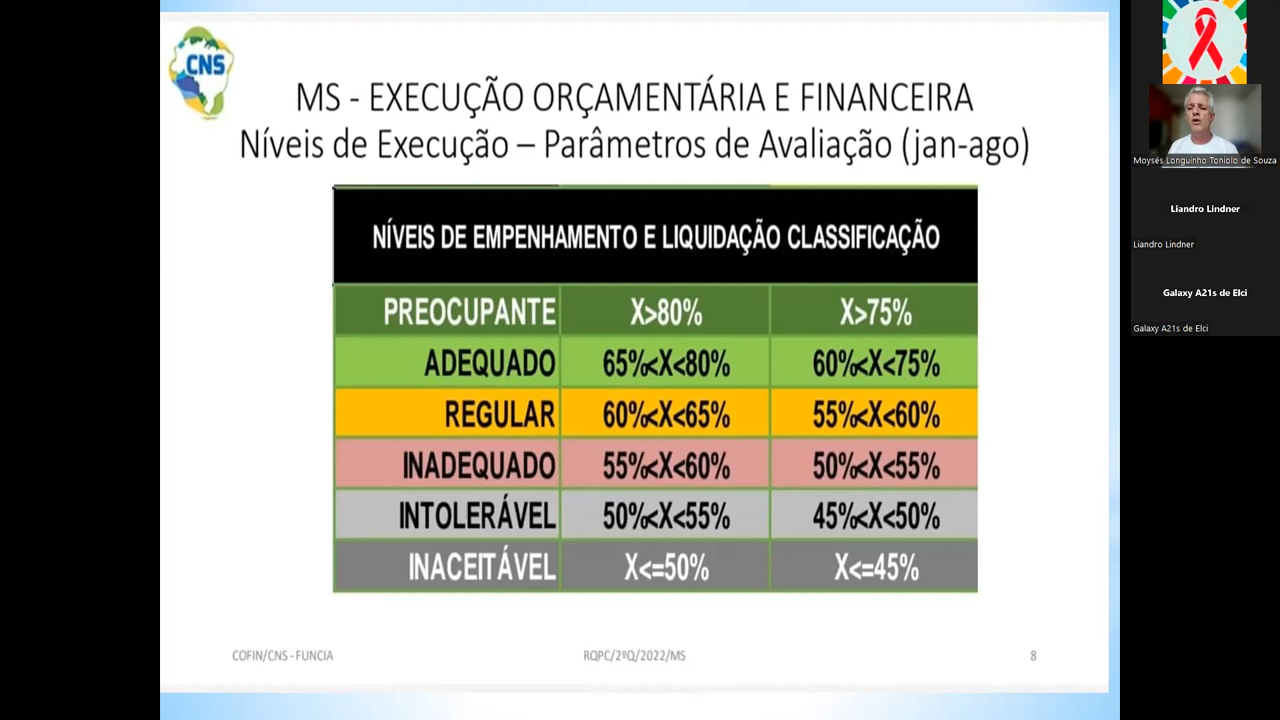 CNS
MS - EXECUÇÃO ORÇAMENTÁRIA E FINANCEIRA
Níveis de Execução – Parâmetros de Avaliação (jan-ago)
NÍVEIS DE EMPENHAMENTO E LIQUIDAÇÃO CLASSIFICAÇÃO
PREOCUPANTE X>80% X>75%
ADEQUADO 65%<X<80% 60%<X<75%
REGULAR 60%<X<65% 55%<X<60%
INADEQUADO 55%<X<60% 50%<X<55%
INTOLERÁVEL 50%<X<55% 45%<X<50%
INACEITÁVEL X<=50% X<=45%
COFIN/CNS - FUNCIA RQPC/2ºQ/2022/MS 8
Moysés Longuinho Toniolo de Souza
Liandro Lindner
Liandro Lindner
Galaxy A21s de Elci
Galaxy A21s de Elci